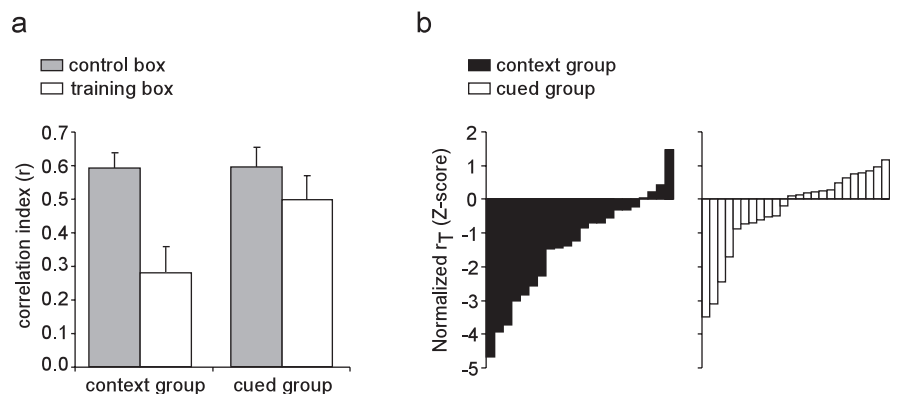 a
control box
training box
correlation index (r)
0.7
0.6
0.5
0.4
0.3
0.2
0.1
0.0
context group
cued group
b
context group
cued group
Normalized rT (Z-score)
2
1
0
-1
-2
-3
-4
-5